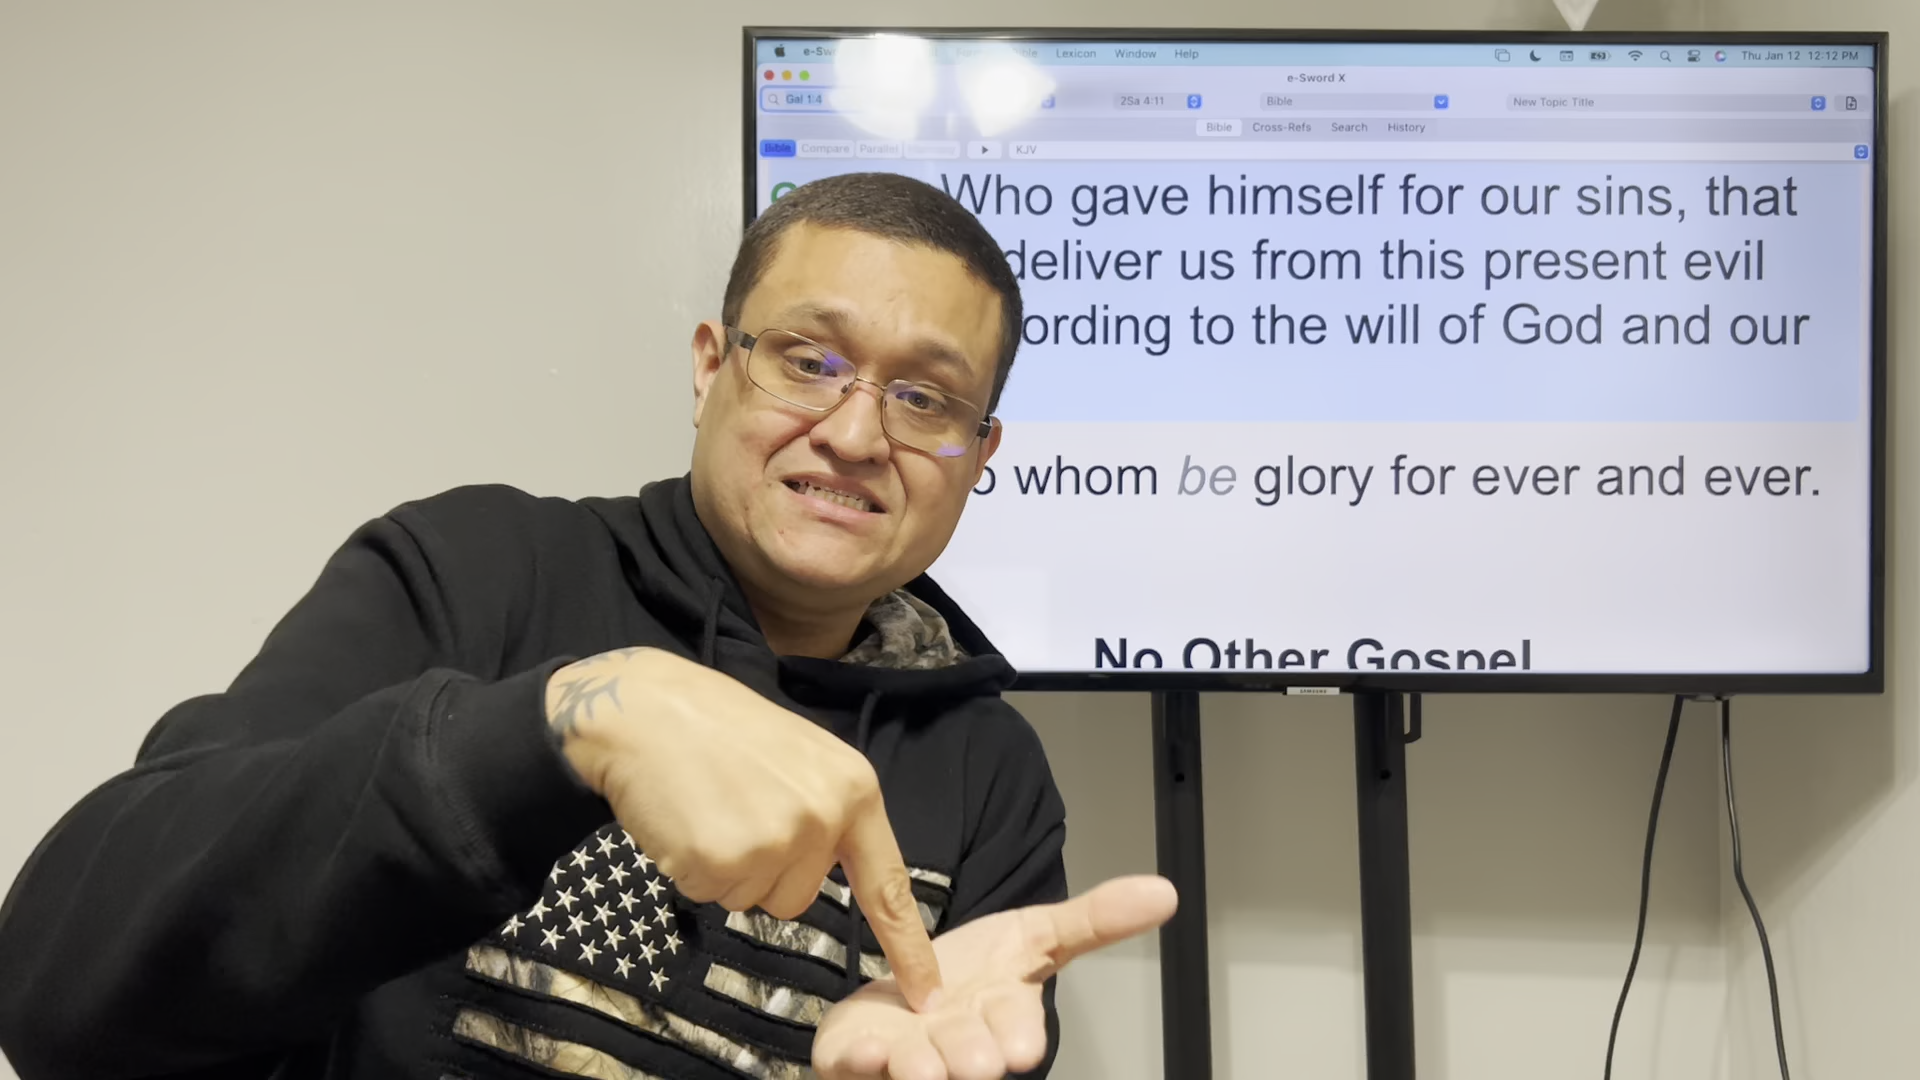 Lexicon Window Help Thu Jan 12 12:12 PM
e-Sword X
Gal 1:4 2Sa 4:11 Bible New Topic Title
Bible Cross-Refs Search History
Bible Compare Parallel KJV
Who gave himself for our sins, that
deliver us from this present evil
to the will of God and our
whom be glory for ever and ever.
No Other Gospel
SAMSUNG